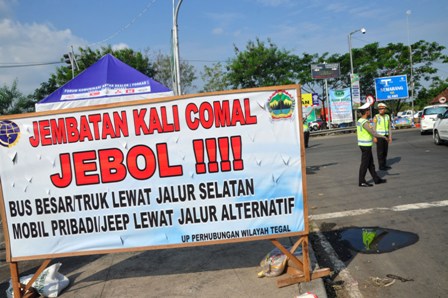 JEMBATAN KALI COMAL
JEBOL !!!!
BUS BESAR/TRUK LEWAT JALUR SELATAN
MOBIL PRIBADI/JEEP LEWAT JALUR ALTERNATIF
UP PERHUBUNGAN WILAYAH TEGAL
SEMARANG